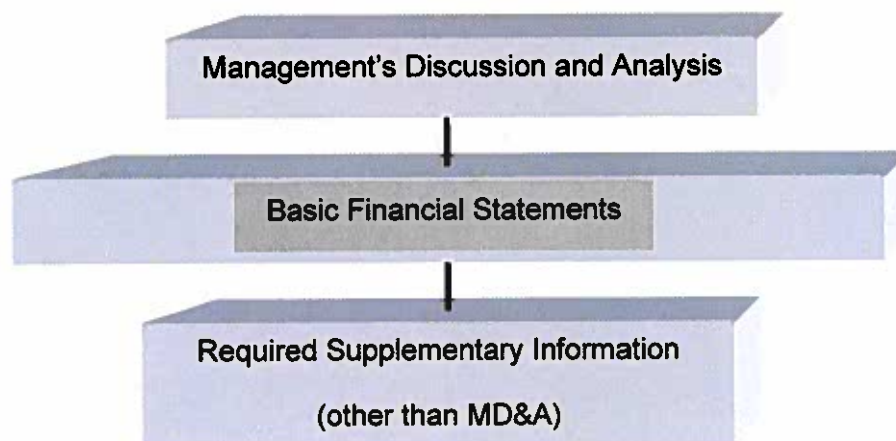 Management's Discussion and Analysis
Basic Financial Statements
Required Supplementary Information
(other than MD&A)